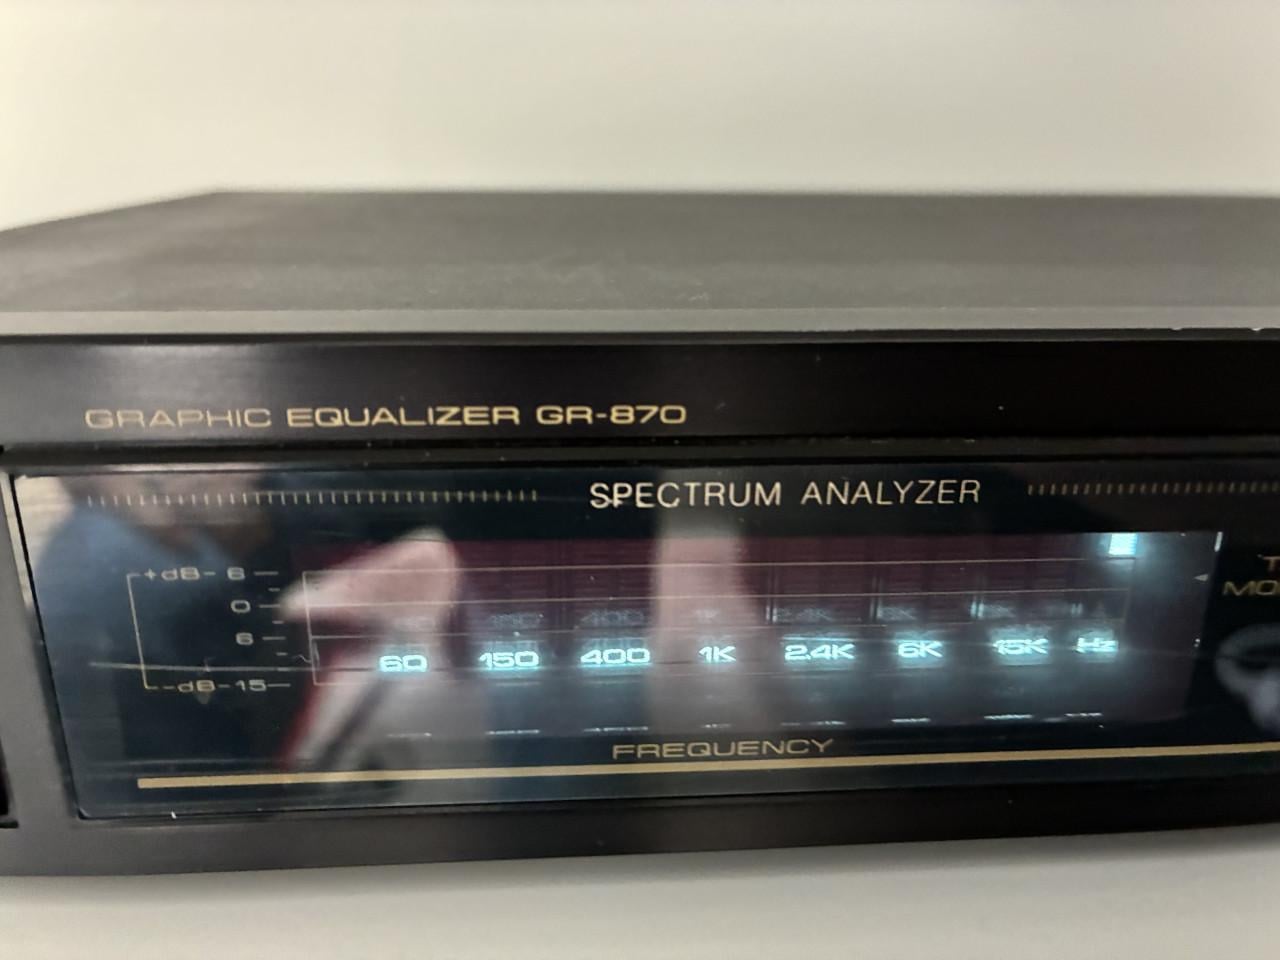 GRAPHIC EQUALIZER GR-870
SPECTRUM ANALYZER
+dB- 6
0
6
-dB-15
60 150 400 1K 2.4K 6K 15K Hz
FREQUENCY